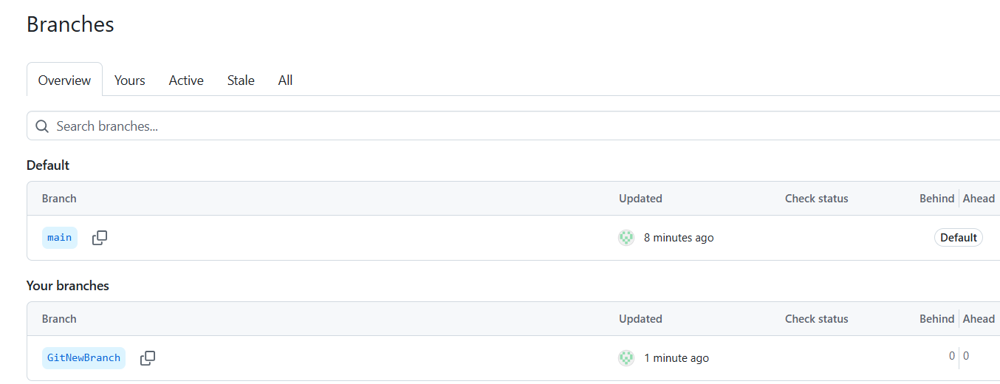 Branches
Overview Yours Active Stale All
Search branches...
Default
Branch Updated Check status Behind Ahead
main 8 minutes ago Default
Your branches
Branch Updated Check status Behind Ahead
GitNewBranch 1 minute ago 0 0